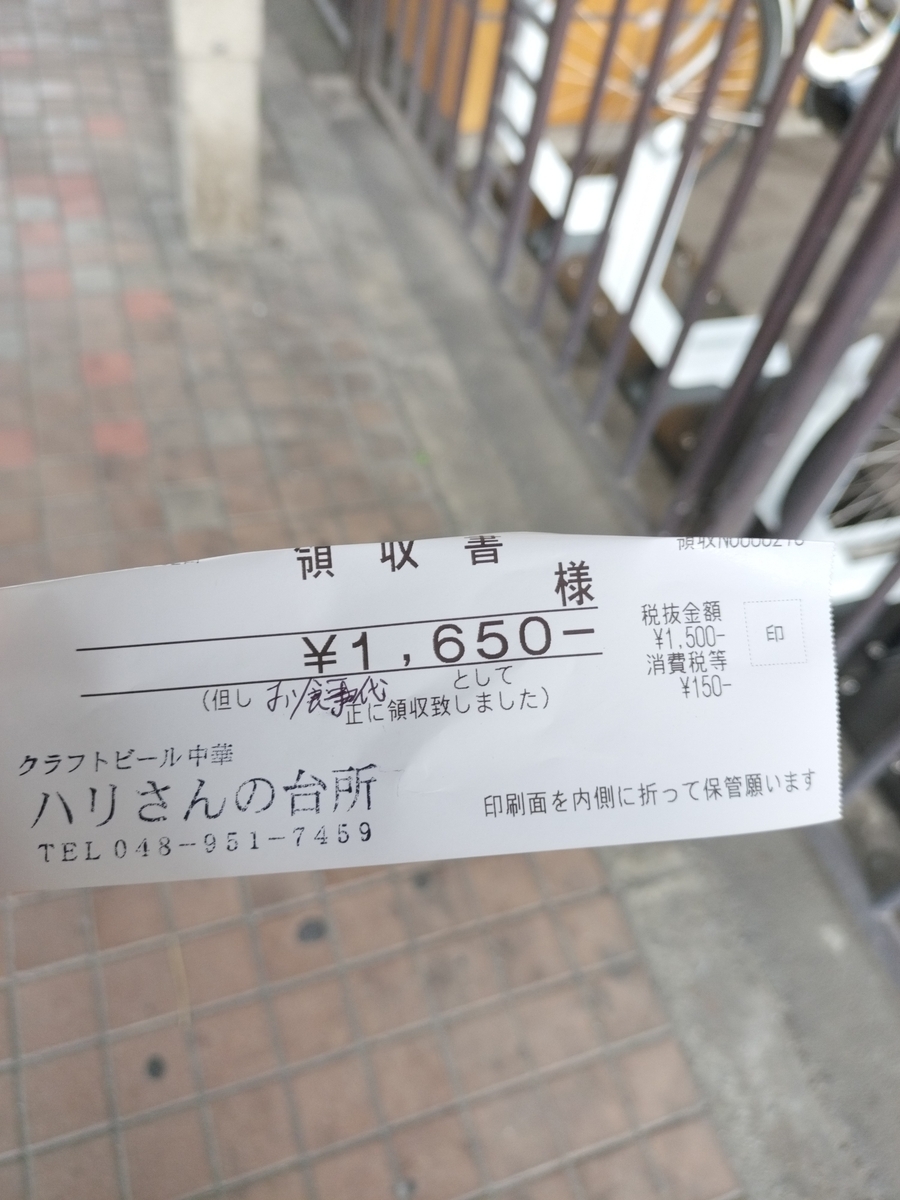 領収書
様
¥1,650-
(但し お食事代 として
正に領収致しました)
税抜金額
¥1,500-
消費税等
¥150-
印
クラフトビール中華
ハリさんの台所
TEL048-951-7459
印刷面を内側に折って保管願います